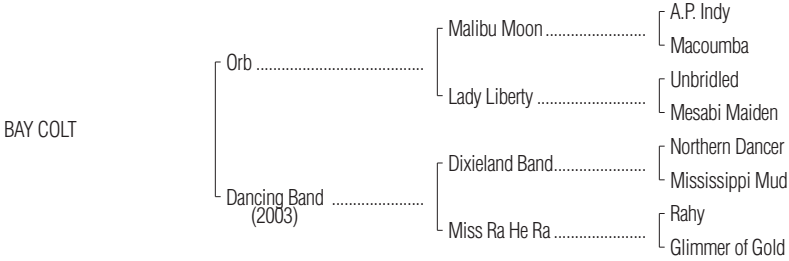 A.P. Indy
Malibu Moon ........................
Macoumba
Orb ........................................
Unbridled
Lady Liberty ..........................
Mesabi Maiden
BAY COLT
Northern Dancer
Dixieland Band......................
Mississippi Mud
Dancing Band ......................
(2003)
Rahy
Miss Ra He Ra ......................
Glimmer of Gold